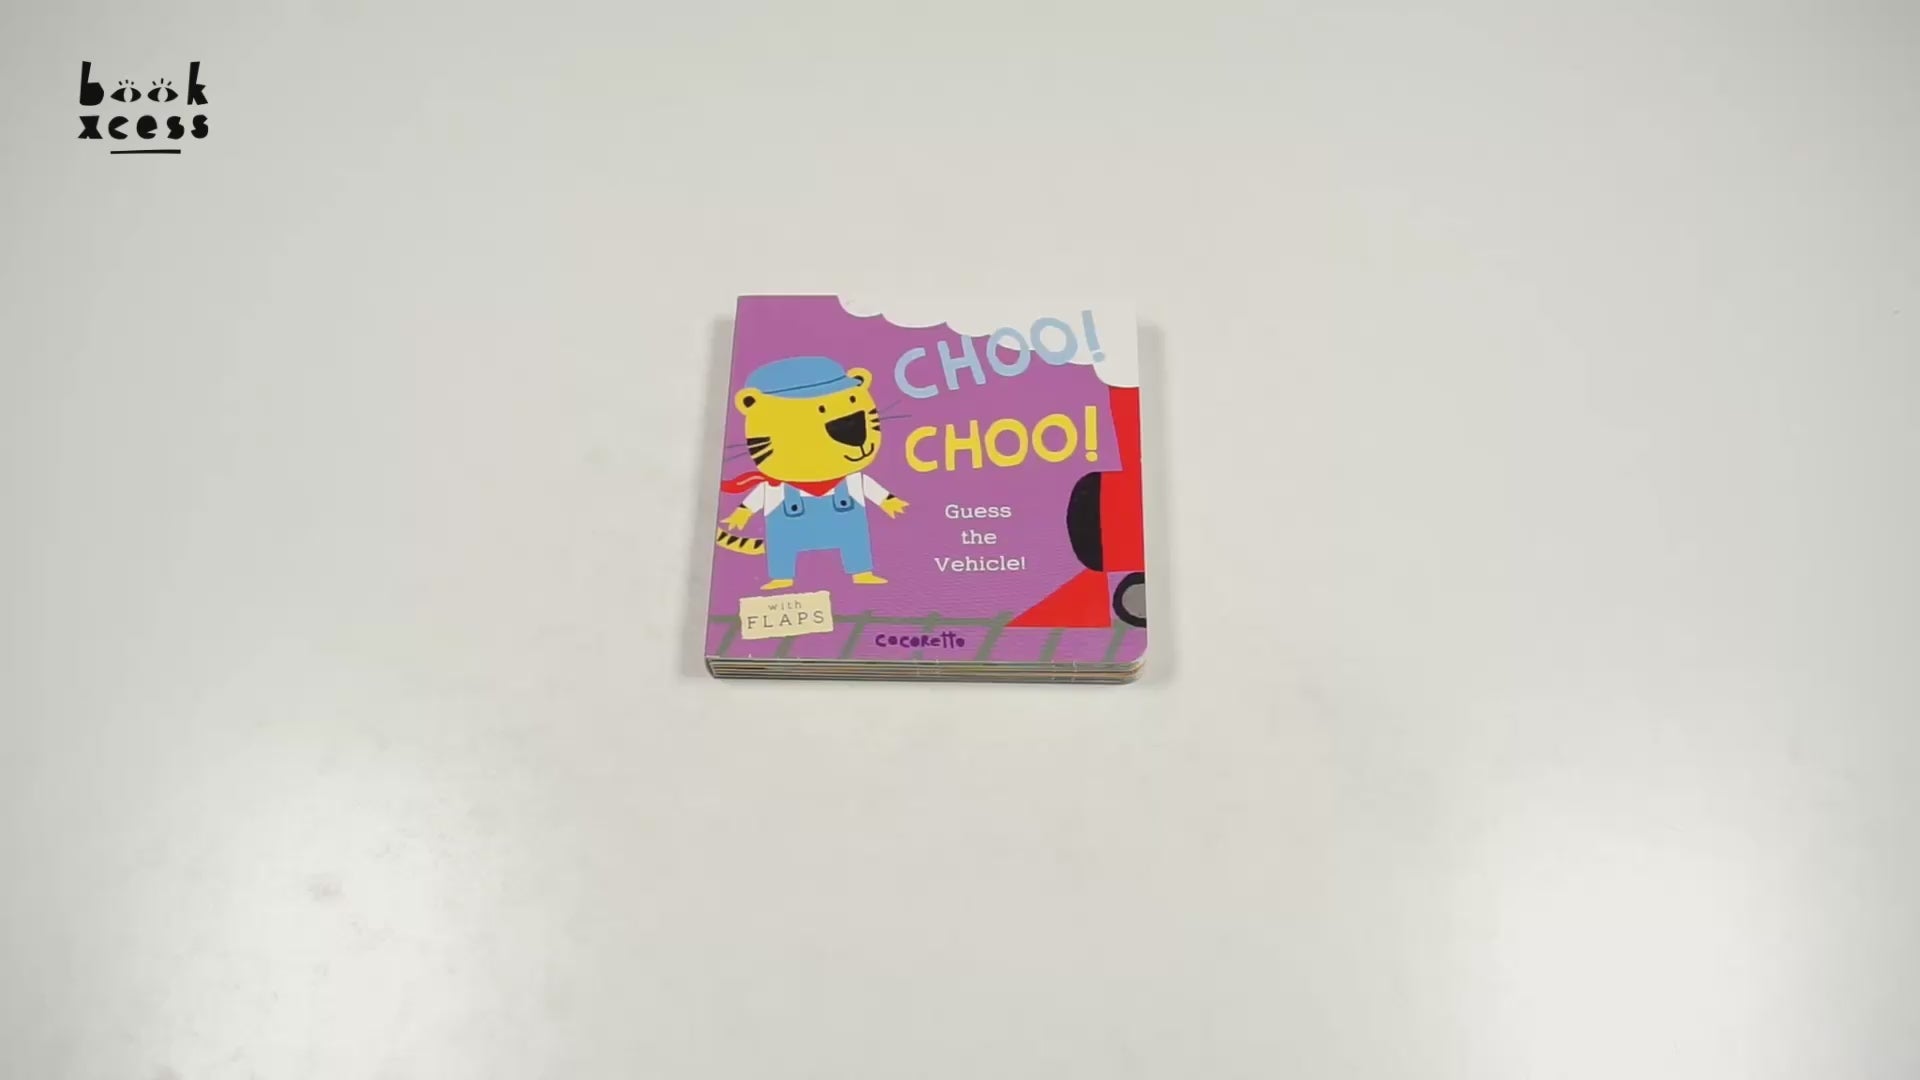 book
xcess
CHOO!
CHOO!
Guess
the
Vehicle!
with
FLAPS
cocoretto